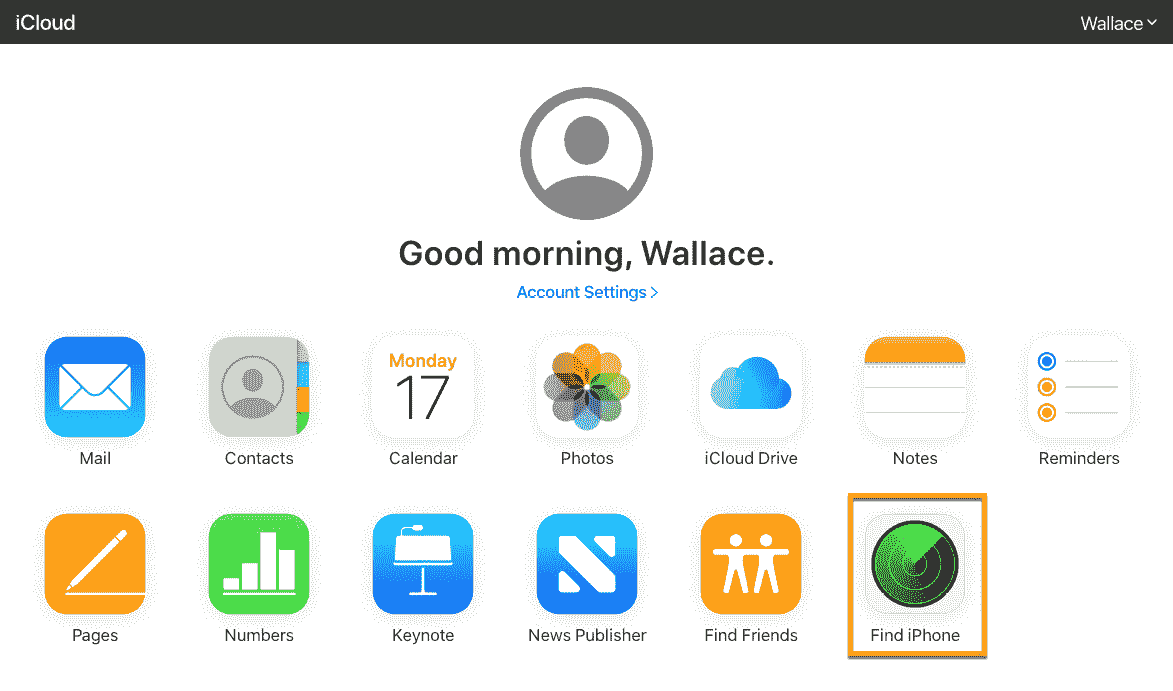 iCloud
Wallace
Good morning, Wallace.
Account Settings
Monday
17
Mail
Contacts
Calendar
Photos
iCloud Drive
Notes
Reminders
Pages
Numbers
Keynote
News Publisher
Find Friends
Find iPhone